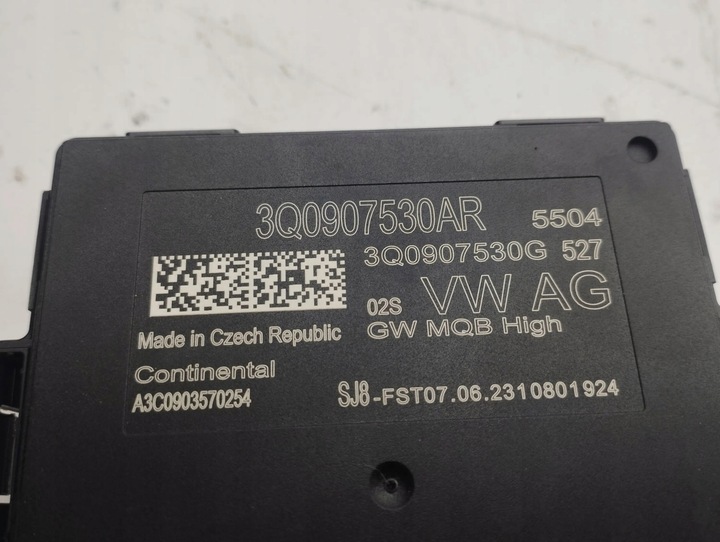 3Q0907530AR 5504
3Q0907530G 527
02S VW AG
GW MQB High
Made in Czech Republic
Continental
A3C0903570254
SJ8-FST07.06.2310801924